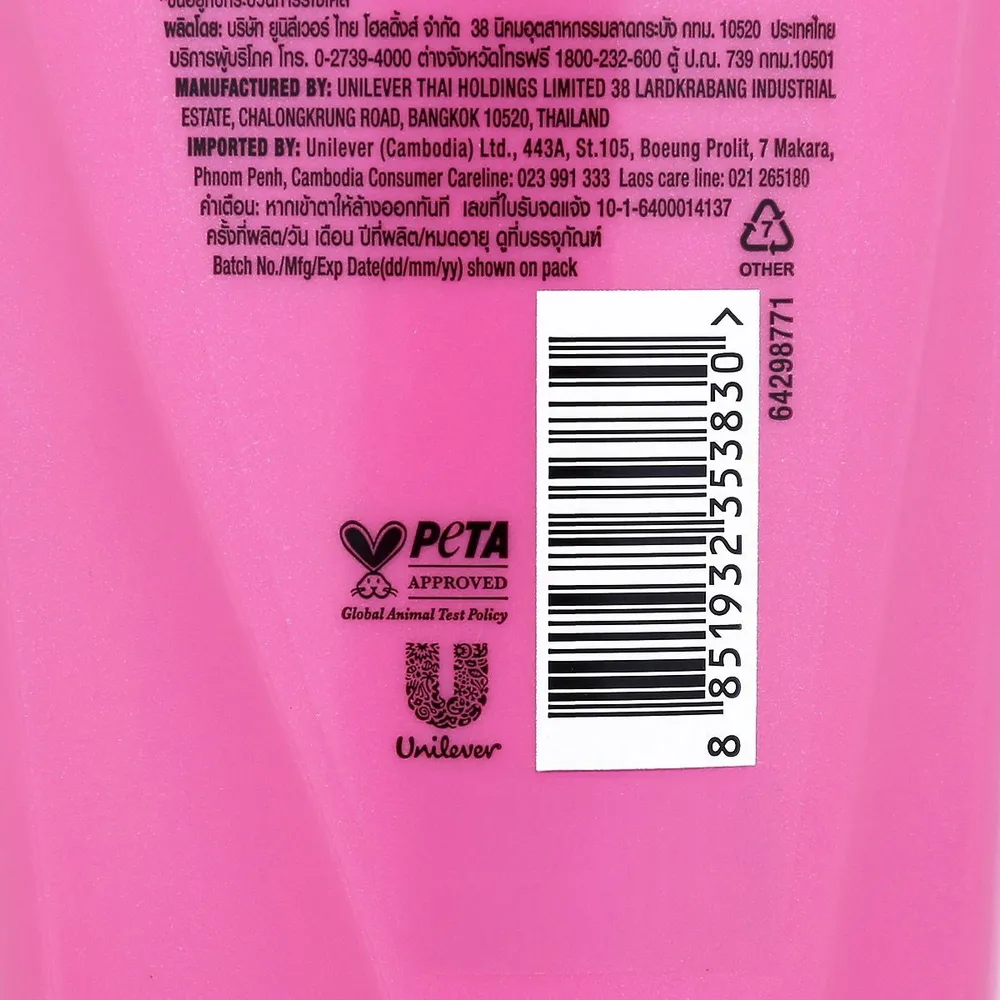 ผลิตโดย: บริษัท ยูนิลีเวอร์ ไทย โฮลดิ้งส์ จำกัด 38 นิคมอุตสาหกรรมลาดกระบัง กทม. 10520 ประเทศไทย
บริการผู้บริโภค โทร. 0-2739-4000 ต่างจังหวัดโทรฟรี 1800-232-600 ตู้ ป.ณ. 739 กทม.10501
MANUFACTURED BY: UNILEVER THAI HOLDINGS LIMITED 38 LARDKRABANG INDUSTRIAL
ESTATE, CHALONGKRUNG ROAD, BANGKOK 10520, THAILAND
IMPORTED BY: Unilever (Cambodia) Ltd., 443A, St.105, Boeung Prolit, 7 Makara,
Phnom Penh, Cambodia Consumer Careline: 023 991 333 Laos care line: 021 265180
คำเตือน: หากเข้าตาให้ล้างออกทันที เลขที่ใบรับจดแจ้ง 10-1-6400014137
ครั้งที่ผลิต/วัน เดือน ปีที่ผลิต/หมดอายุ ดูที่บรรจุภัณฑ์
Batch No./Mfg/Exp Date(dd/mm/yy) shown on pack
7
OTHER
64298771
8 851932 353830 >
PETA
APPROVED
Global Animal Test Policy
Unilever